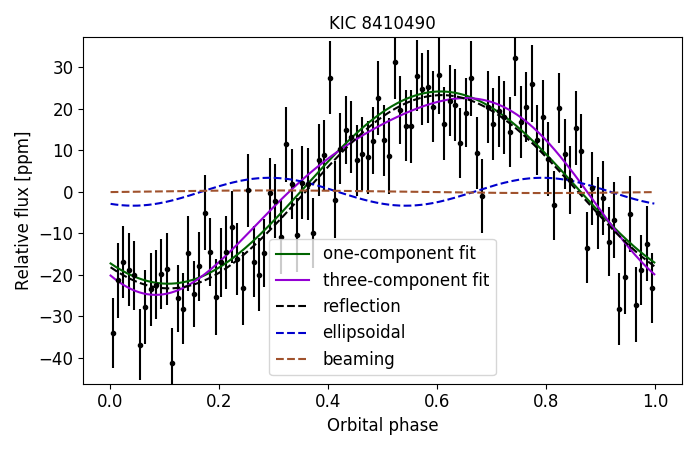 KIC 8410490
Relative flux [ppm]
30
20
10
0
−10
−20
−30
−40
one-component fit
three-component fit
reflection
ellipsoidal
beaming
0.0 0.2 0.4 0.6 0.8 1.0
Orbital phase